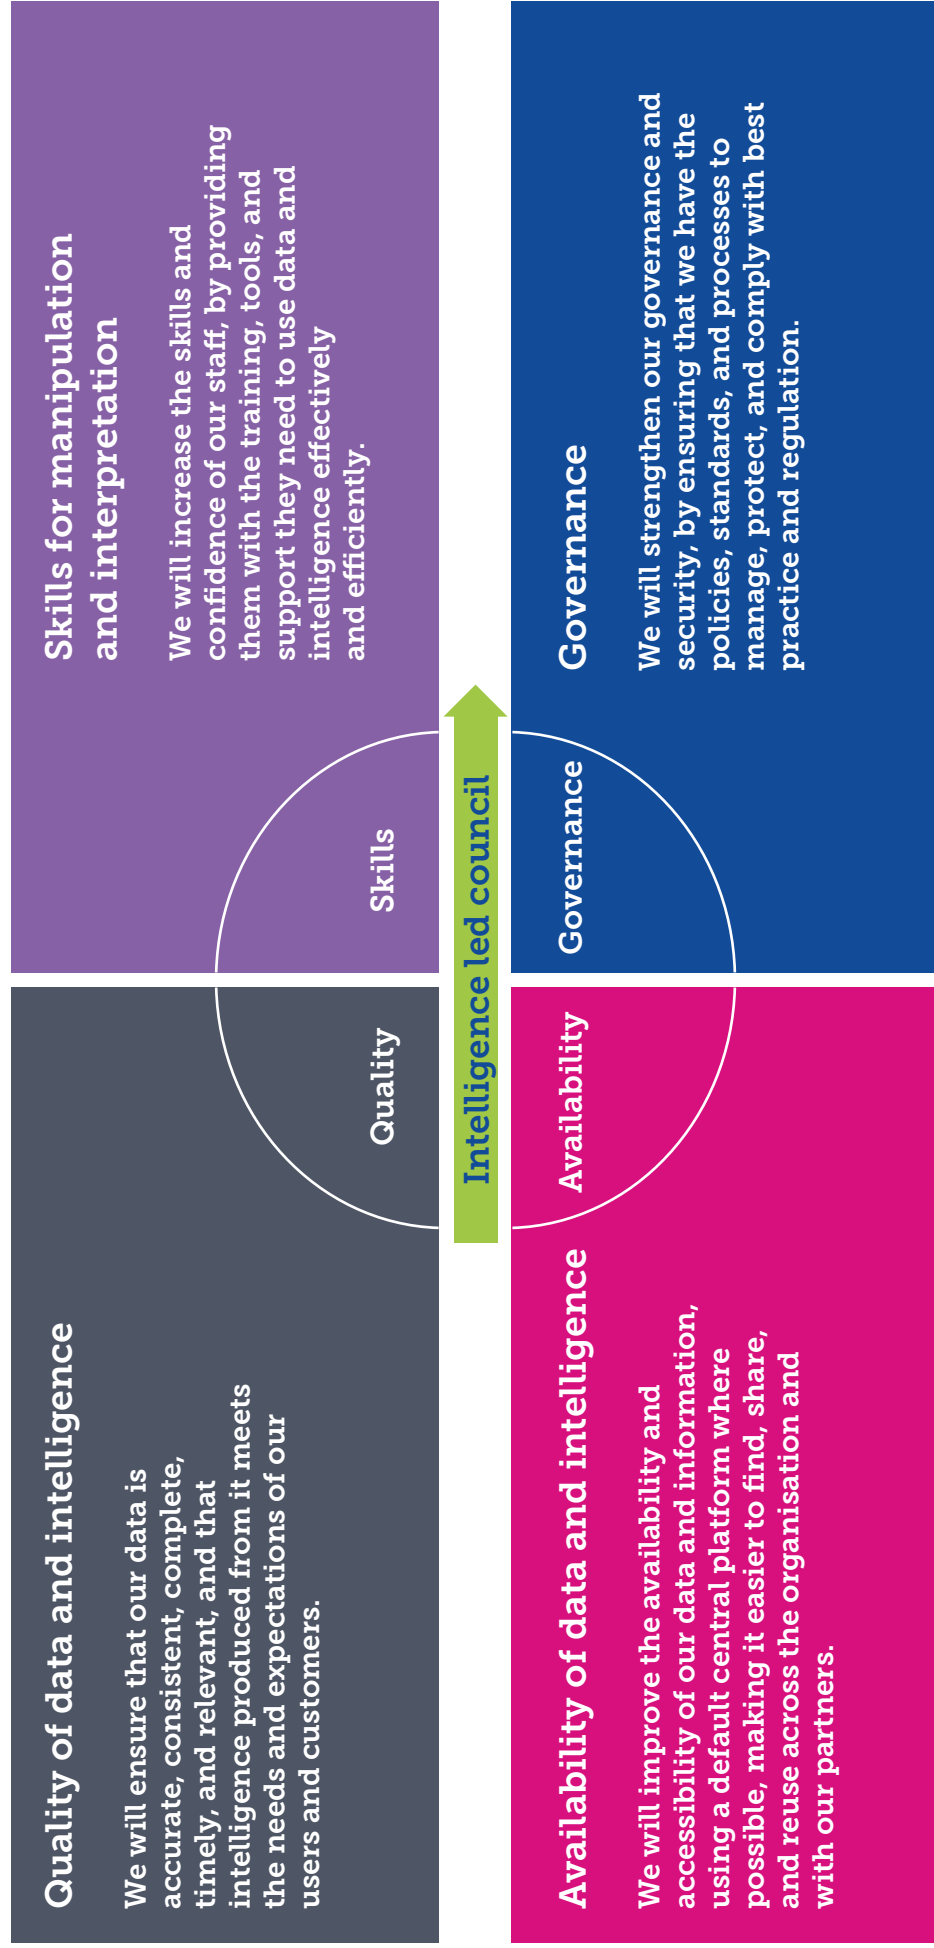 Quality of data and intelligence
We will ensure that our data is
accurate, consistent, complete,
timely, and relevant, and that
intelligence produced from it meets
the needs and expectations of our
users and customers.
Quality
Skills for manipulation
and interpretation
We will increase the skills and
confidence of our staff, by providing
them with the training, tools, and
support they need to use data and
intelligence effectively
and efficiently.
Skills
Intelligence led council
Availability of data and intelligence
We will improve the availability and
accessibility of our data and information,
using a default central platform where
possible, making it easier to find, share,
and reuse across the organisation and
with our partners.
Availability
Governance
We will strengthen our governance and
security, by ensuring that we have the
policies, standards, and processes to
manage, protect, and comply with best
practice and regulation.
Governance